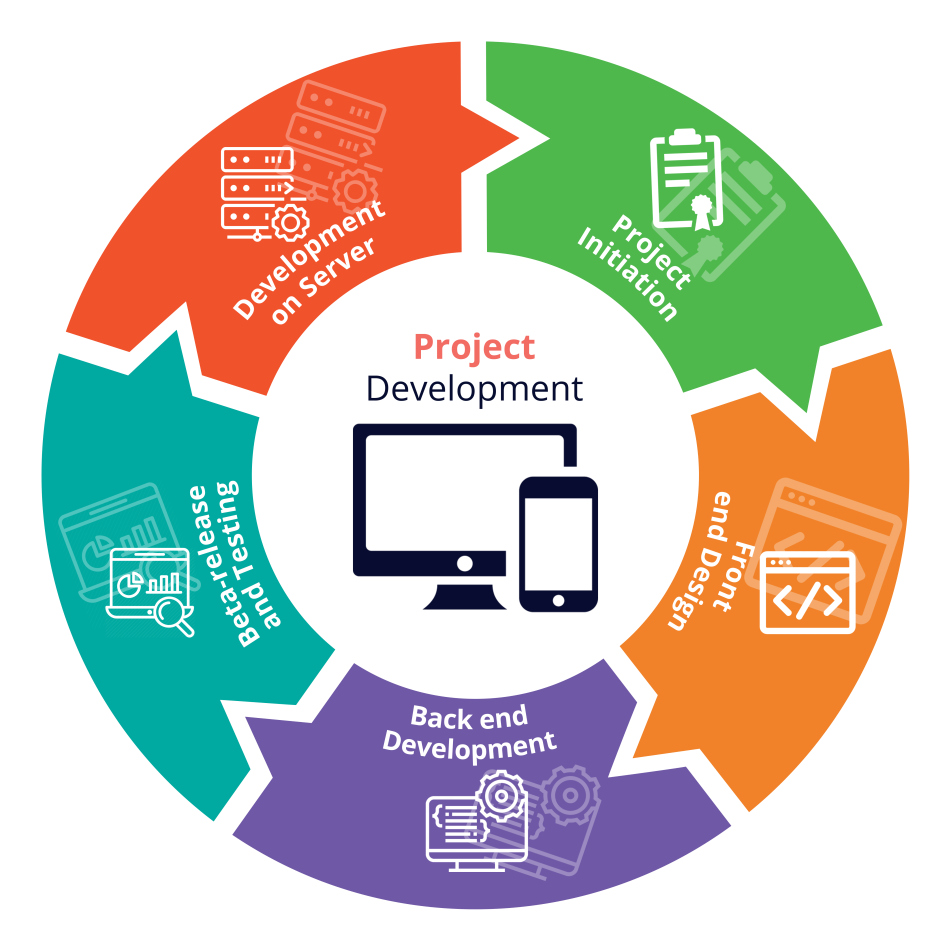 Project
Development
Project
Initiation
Front
end Design
Back end
Development
Beta-release
and Testing
Development
on Server